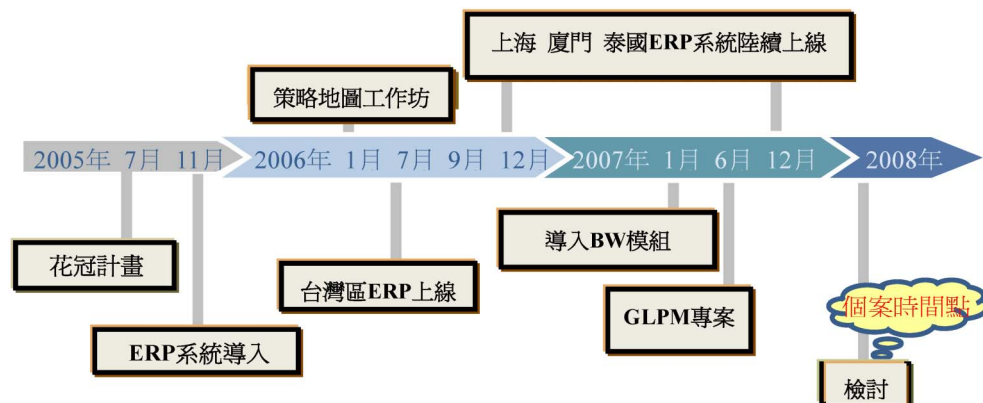 上海 廈門 泰國ERP系統陸續上線
策略地圖工作坊
2005年 7月 11月 2006年 1月 7月 9月 12月 2007年 1月 6月 12月 2008年
花冠計畫
導入BW模組
台灣區ERP上線
GLPM專案
個案時間點
ERP系統導入
檢討